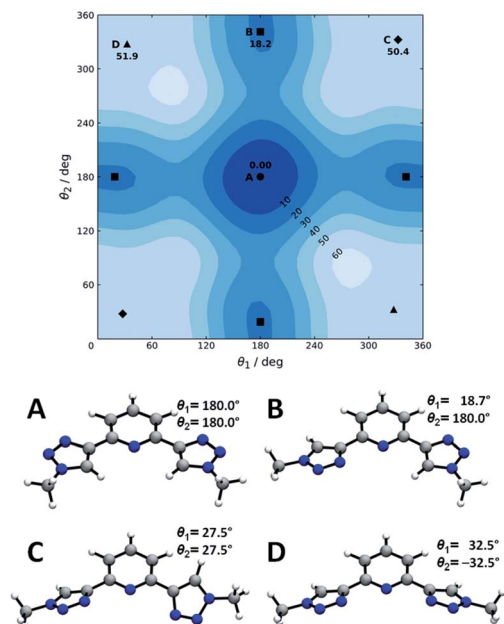 360
300
240
180
120
60
0
60
120
180
240
300
360
θ2 / deg
θ1 / deg
D
51.9
B
18.2
C
50.4
0.00
A
10
20
30
40
50
60
A
θ1 = 180.0°
θ2 = 180.0°
B
θ1 = 18.7°
θ2 = 180.0°
C
θ1 = 27.5°
θ2 = 27.5°
D
θ1 = 32.5°
θ2 = −32.5°